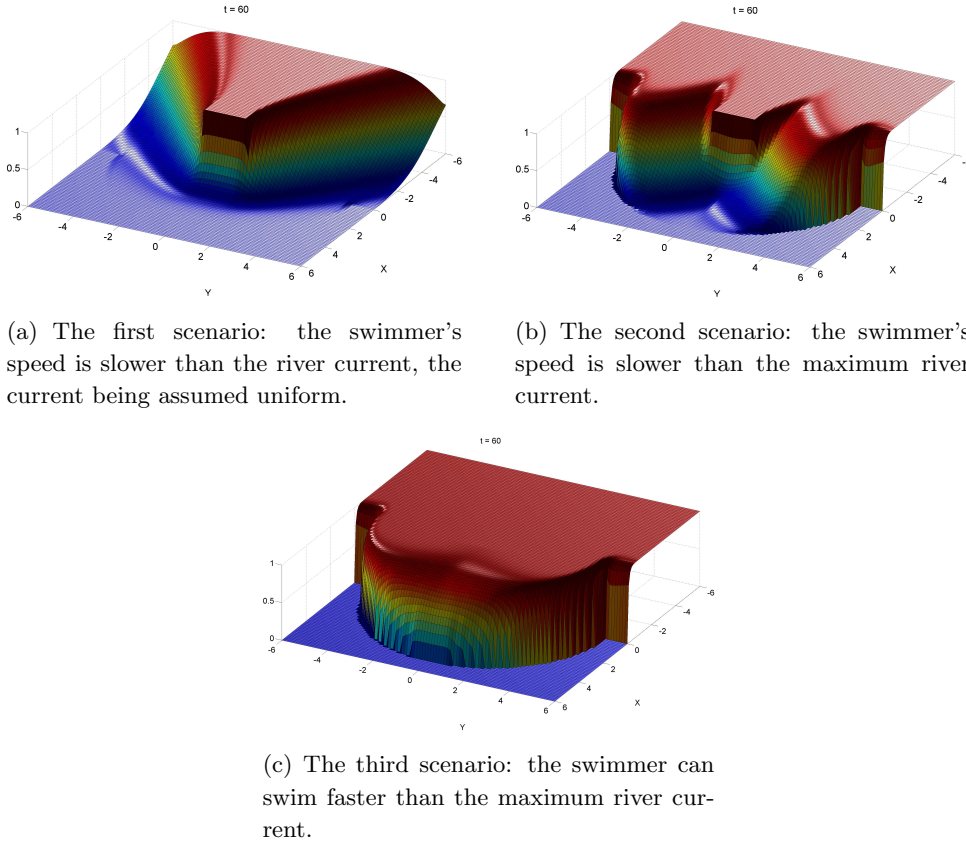 t = 60
t = 60
1
0.5
0
-6
-4
-2
0
2
4
6
Y
6
4
2
0
-2
-4
-6
X
1
0.5
0
-6
-4
-2
0
2
4
6
Y
6
4
2
0
-2
-4
X
(a) The first scenario: the swimmer's
speed is slower than the river current, the
current being assumed uniform.
(b) The second scenario: the swimmer's
speed is slower than the maximum river
current.
t = 60
1
0.5
0
-6
-4
-2
0
2
4
6
Y
6
4
2
0
-2
-4
-6
X
(c) The third scenario: the swimmer can
swim faster than the maximum river cur-
rent.